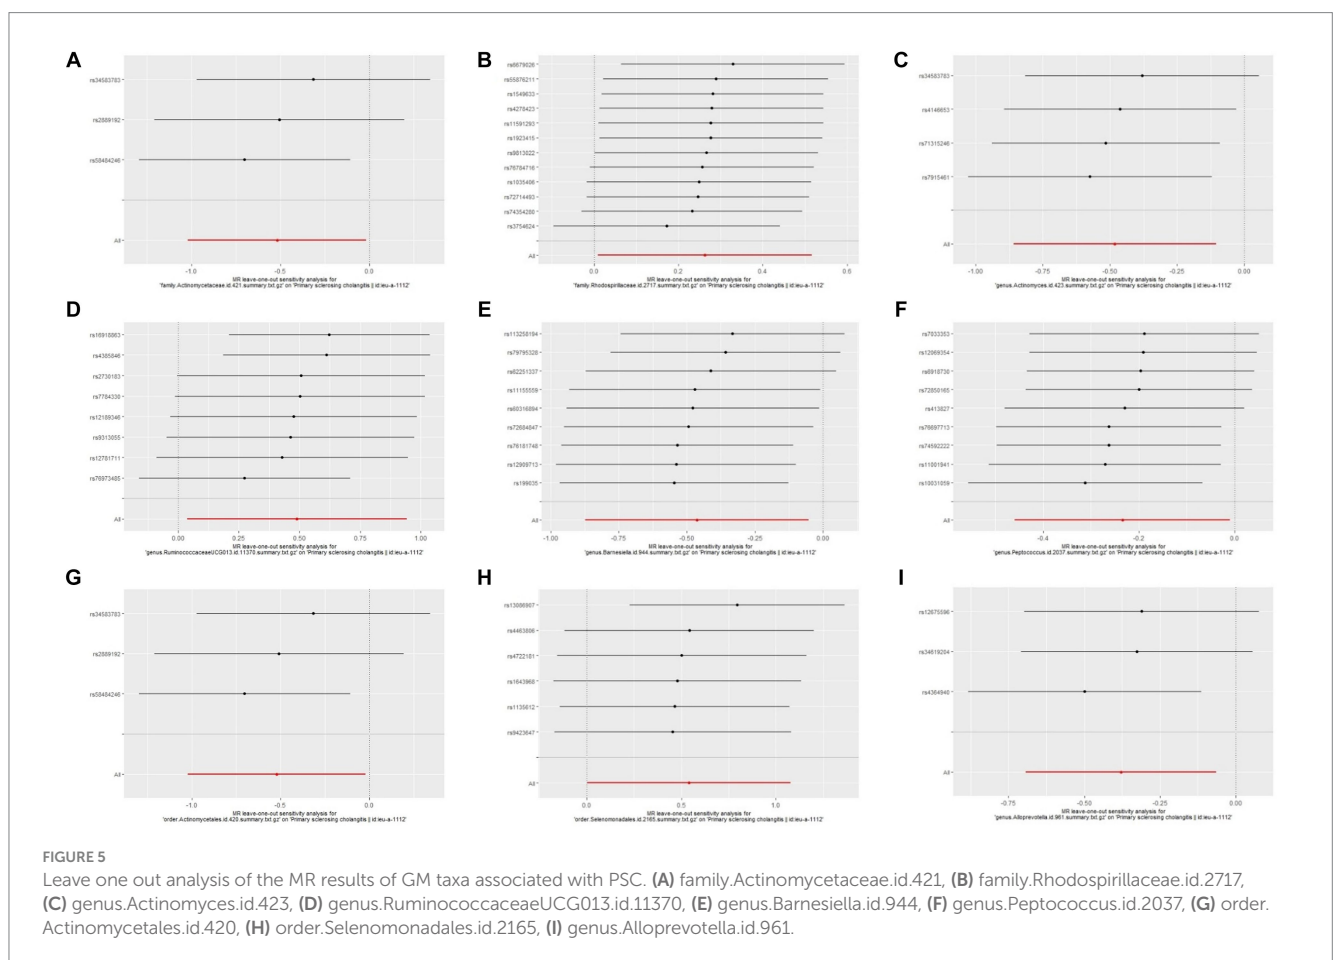 A
rs34583783
rs2889192
rs58484246
All
-1.0 -0.5 0.0
MR leave-one-out sensitivity analysis for
'family.Actinomycetaceae.id.421.summary.txt.gz' on 'Primary sclerosing cholangitis || id:ieu-a-1112'
B
rs55876211
rs1549633
rs4278423
rs11591293
rs1923415
rs9813822
rs76784716
rs1035406
rs72714493
rs74354200
rs3754624
All
0.0 0.2 0.4 0.6
MR leave-one-out sensitivity analysis for
'family.Rhodospirillaceae.id.2717.summary.txt.gz' on 'Primary sclerosing cholangitis || id:ieu-a-1112'
C
rs34583783
rs4146653
rs71315246
rs7915461
All
-1.00 -0.75 -0.50 -0.25 0.00
MR leave-one-out sensitivity analysis for
'genus.Actinomyces.id.423.summary.txt.gz' on 'Primary sclerosing cholangitis || id:ieu-a-1112'
D
rs16918863
rs4385846
rs2730183
rs7784336
rs12189346
rs9313055
rs12781711
rs76973485
All
0.00 0.25 0.50 0.75 1.00
MR leave-one-out sensitivity analysis for
'genus.RuminococcaceaeUCG013.id.11370.summary.txt.gz' on 'Primary sclerosing cholangitis || id:ieu-a-1112'
E
rs113258194
rs79795328
rs62251337
rs11155559
rs60316894
rs72684847
rs76181748
rs12909713
rs199035
All
-1.00 -0.75 -0.50 -0.25 0.00
MR leave-one-out sensitivity analysis for
'genus.Barnesiella.id.944.summary.txt.gz' on 'Primary sclerosing cholangitis || id:ieu-a-1112'
F
rs7033353
rs12069354
rs6918738
rs72850165
rs413827
rs76697713
rs74592222
rs11001941
rs10031059
All
-0.4 -0.2 0.0
MR leave-one-out sensitivity analysis for
'genus.Peptococcus.id.2037.summary.txt.gz' on 'Primary sclerosing cholangitis || id:ieu-a-1112'
G
rs34583783
rs2889192
rs58484246
All
-1.0 -0.5 0.0
MR leave-one-out sensitivity analysis for
'order.Actinomycetales.id.420.summary.txt.gz' on 'Primary sclerosing cholangitis || id:ieu-a-1112'
H
rs4463886
rs4722181
rs1643968
rs1135612
rs9423647
All
0.0 0.5 1.0
MR leave-one-out sensitivity analysis for
'order.Selenomonadales.id.2165.summary.txt.gz' on 'Primary sclerosing cholangitis || id:ieu-a-1112'
I
rs12675596
rs34619204
rs4364940
All
-0.75 -0.50 -0.25 0.00
MR leave-one-out sensitivity analysis for
'genus.Alloprevotella.id.961.summary.txt.gz' on 'Primary sclerosing cholangitis || id:ieu-a-1112'
FIGURE 5
Leave one out analysis of the MR results of GM taxa associated with PSC. (A) family.Actinomycetaceae.id.421, (B) family.Rhodospirillaceae.id.2717,
(C) genus.Actinomyces.id.423, (D) genus.RuminococcaceaeUCG013.id.11370, (E) genus.Barnesiella.id.944, (F) genus.Peptococcus.id.2037, (G) order.
Actinomycetales.id.420, (H) order.Selenomonadales.id.2165, (I) genus.Alloprevotella.id.961.